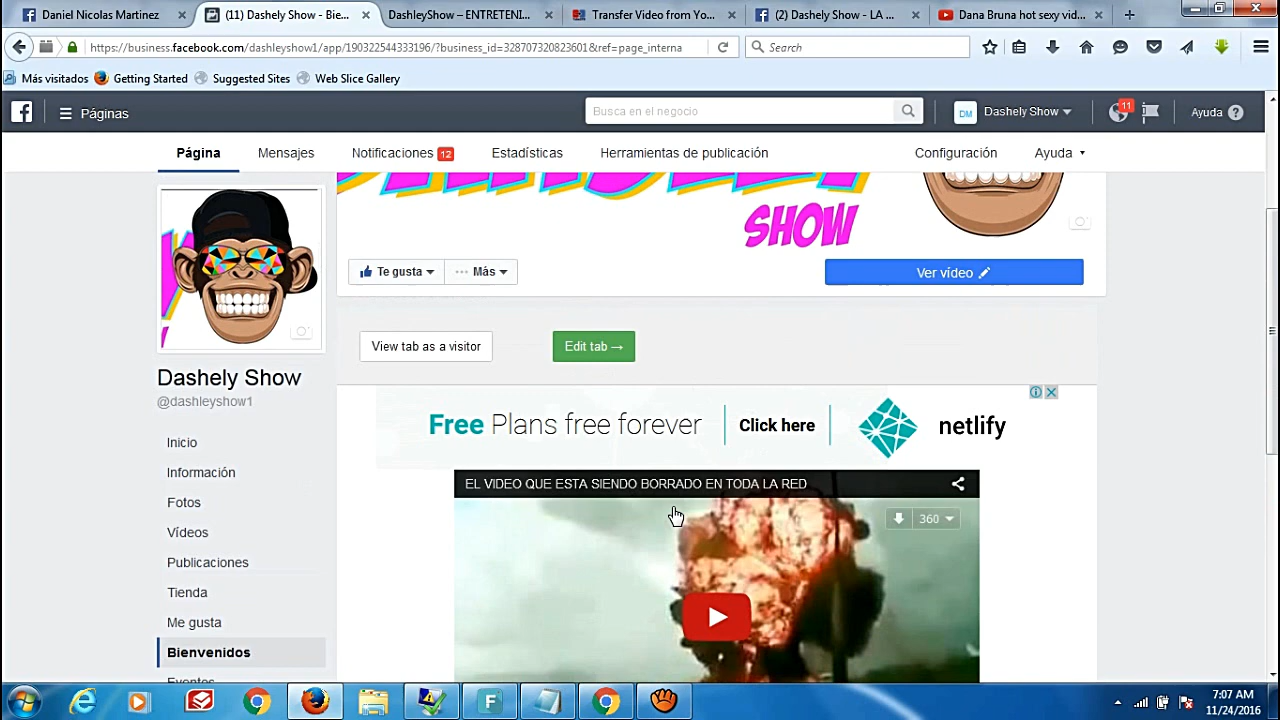 Daniel Nicolas Martinez
(11) Dashely Show - Bie...
DashleyShow – ENTRETENI...
Transfer Video from Yo...
(2) Dashely Show - LA ...
Dana Bruna hot sexy vid...
https://business.facebook.com/dashleyshow1/app/190322544333196/?business_id=328707320823601&ref=page_interna
Search
Más visitados
Getting Started
Suggested Sites
Web Slice Gallery
Páginas
Busca en el negocio
DM
Dashely Show
11
Ayuda
Página
Mensajes
Notificaciones 12
Estadísticas
Herramientas de publicación
Configuración
Ayuda
SHOW
Te gusta
Más
Ver vídeo
View tab as a visitor
Edit tab →
Dashely Show
@dashleyshow1
Free Plans free forever
Click here
netlify
Inicio
Información
Fotos
Vídeos
Publicaciones
Tienda
Me gusta
Bienvenidos
Eventos
EL VIDEO QUE ESTA SIENDO BORRADO EN TODA LA RED
360
7:07 AM
11/24/2016